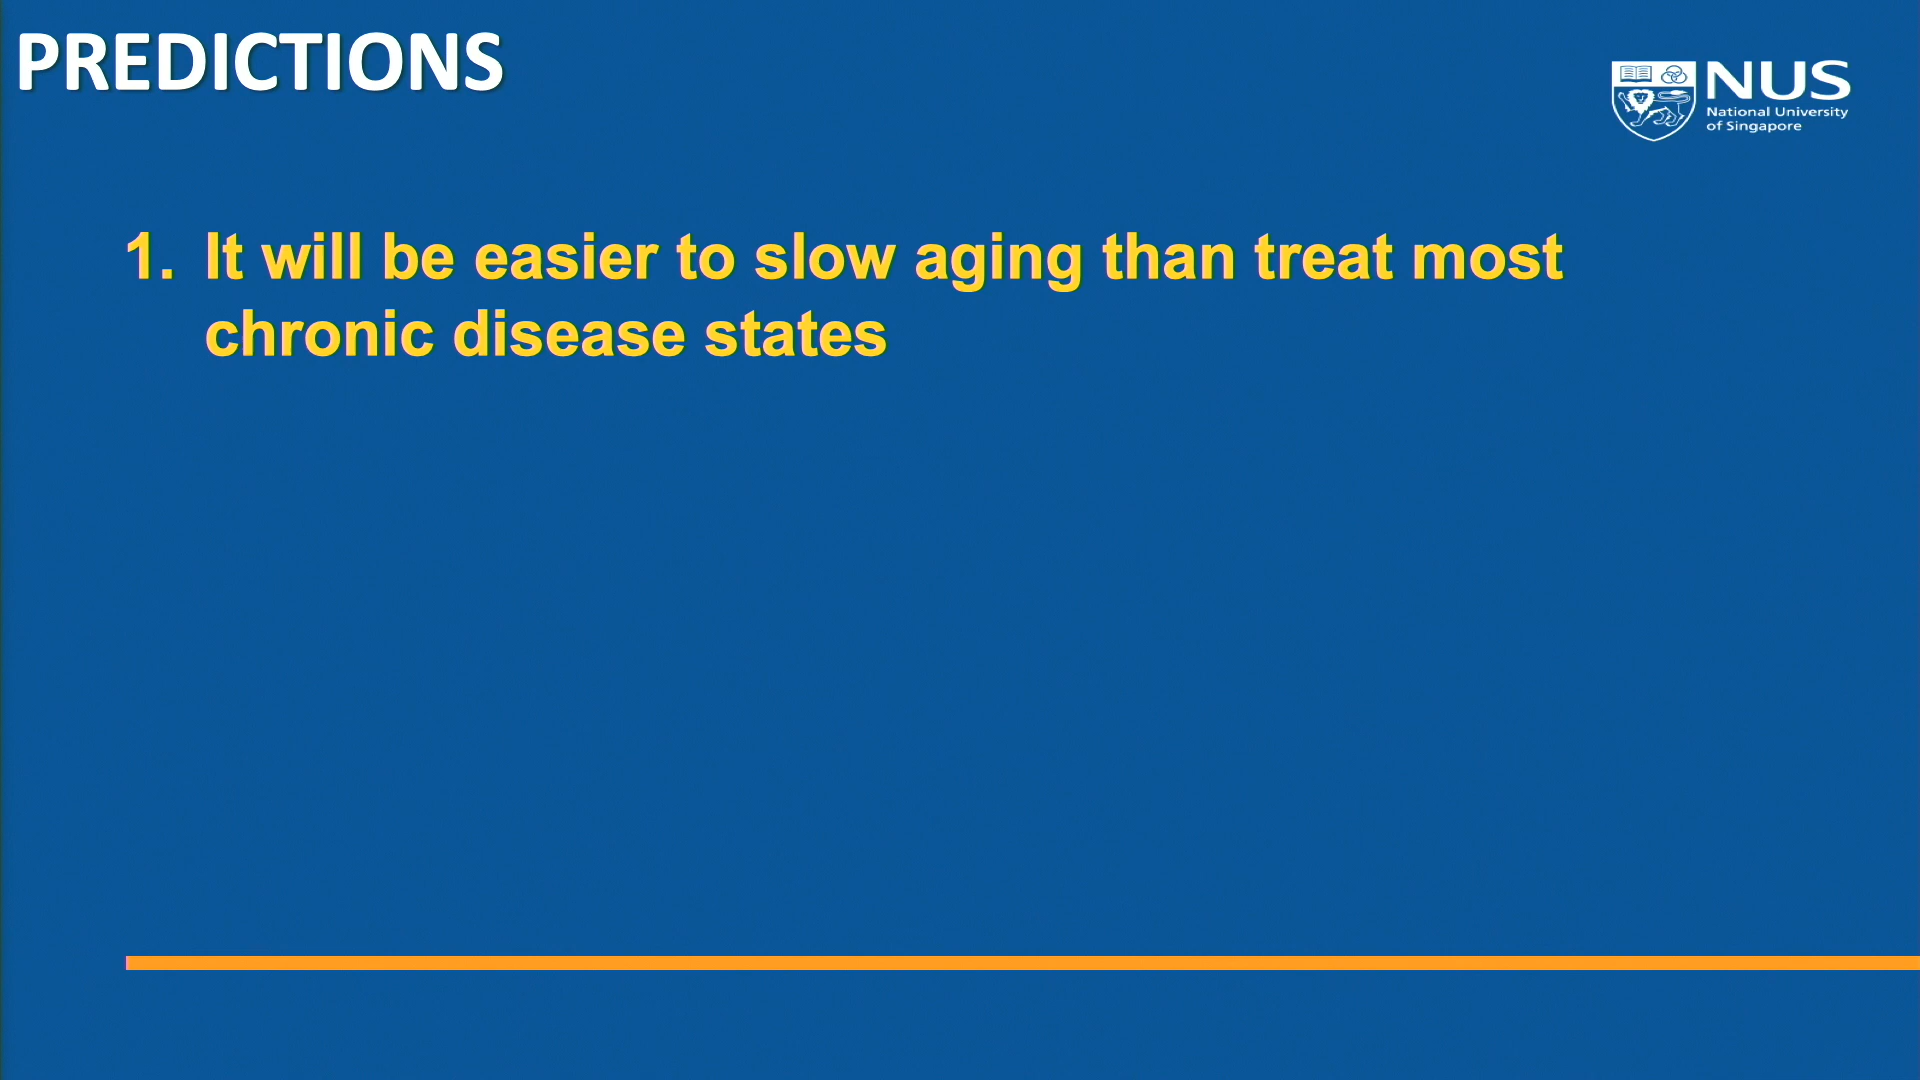 PREDICTIONS
NUS
National University
of Singapore
1. It will be easier to slow aging than treat most
chronic disease states